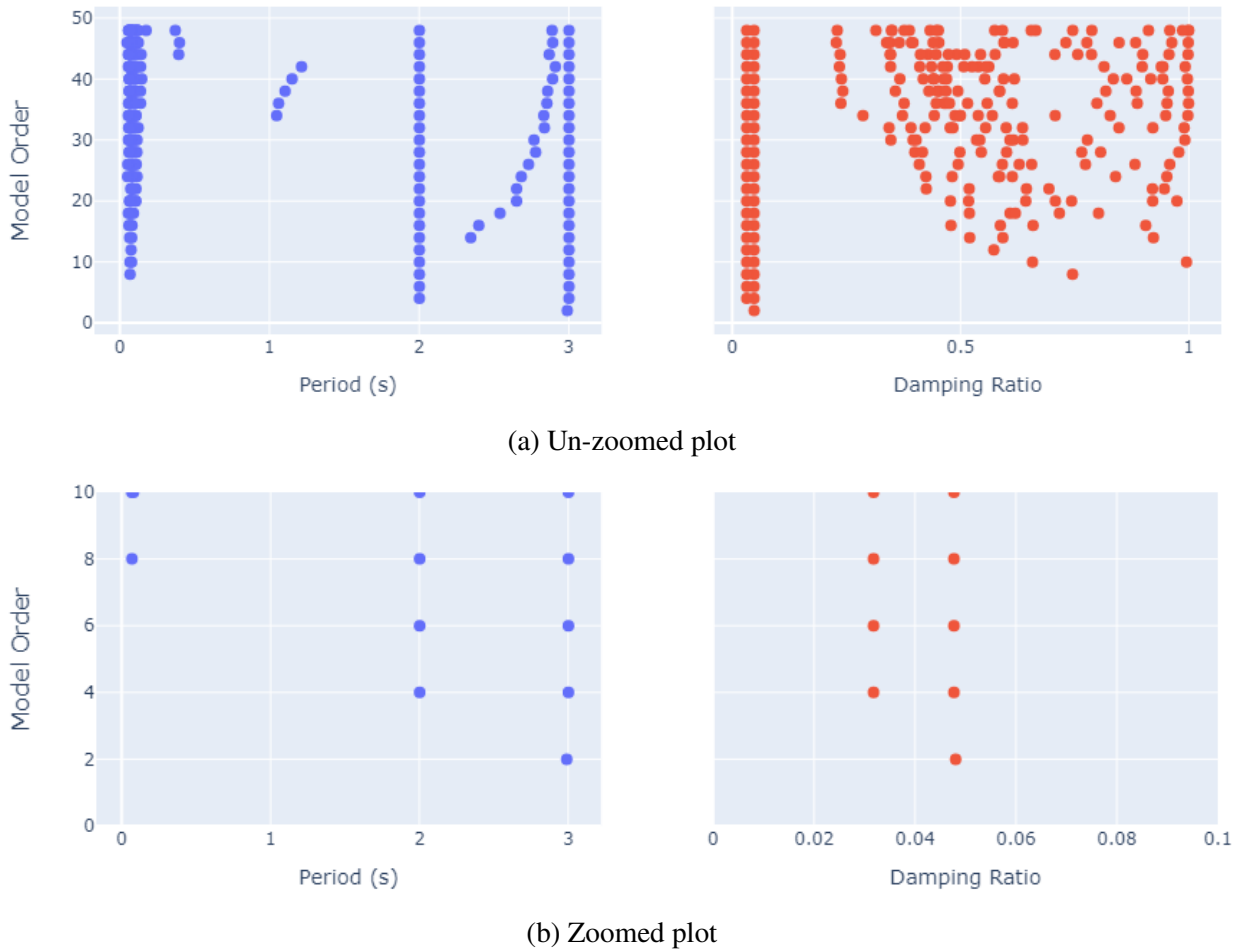 50
40
30
20
10
0
Model Order
0 1 2 3
Period (s)
0 0.5 1
Damping Ratio
(a) Un-zoomed plot
10
8
6
4
2
0
Model Order
0 1 2 3
Period (s)
0 0.02 0.04 0.06 0.08 0.1
Damping Ratio
(b) Zoomed plot